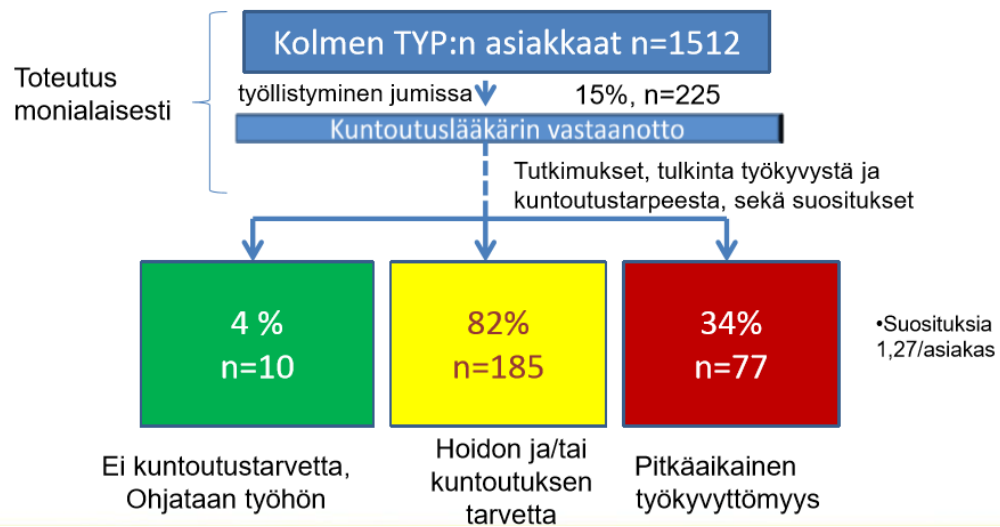 Kolmen TYP:n asiakkaat n=1512
Toteutus
monialaisesti
työllistyminen jumissa
15%, n=225
Kuntoutuslääkärin vastaanotto
Tutkimukset, tulkinta työkyvystä ja
kuntoutustarpeesta, sekä suositukset
4 %
n=10
82%
n=185
34%
n=77
•Suosituksia
1,27/asiakas
Ei kuntoutustarvetta,
Ohjataan työhön
Hoidon ja/tai
kuntoutuksen
tarvetta
Pitkäaikainen
työkyvyttömyys